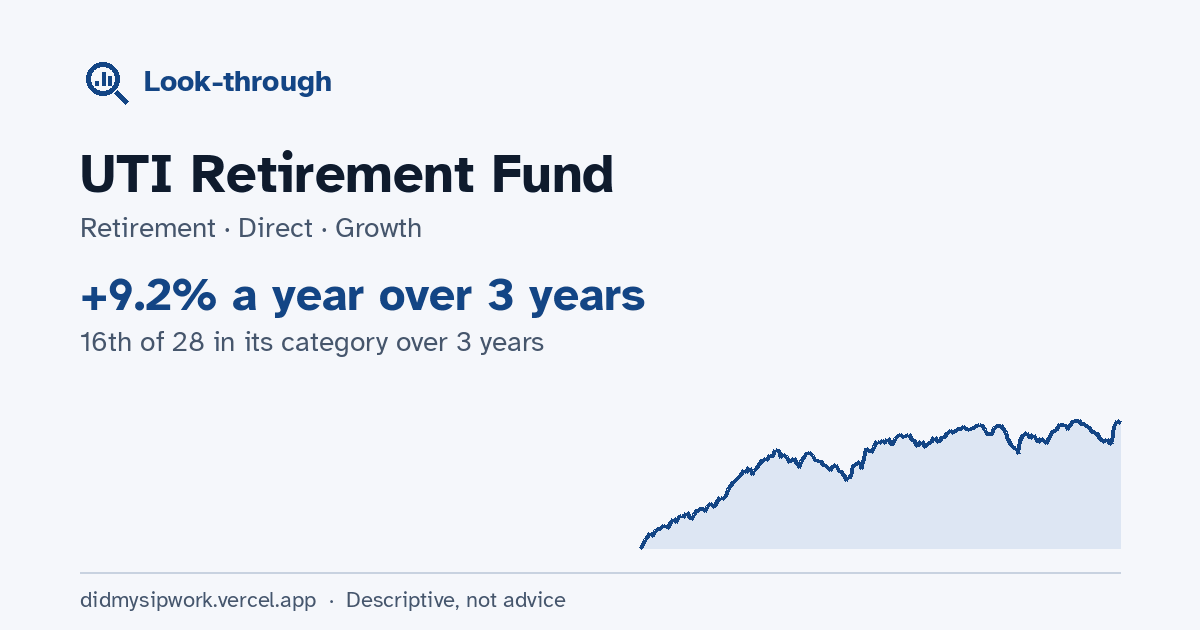 Look-through
UTI Retirement Fund
Retirement · Direct · Growth
+9.2% a year over 3 years
16th of 28 in its category over 3 years
didmysipwork.vercel.app · Descriptive, not advice